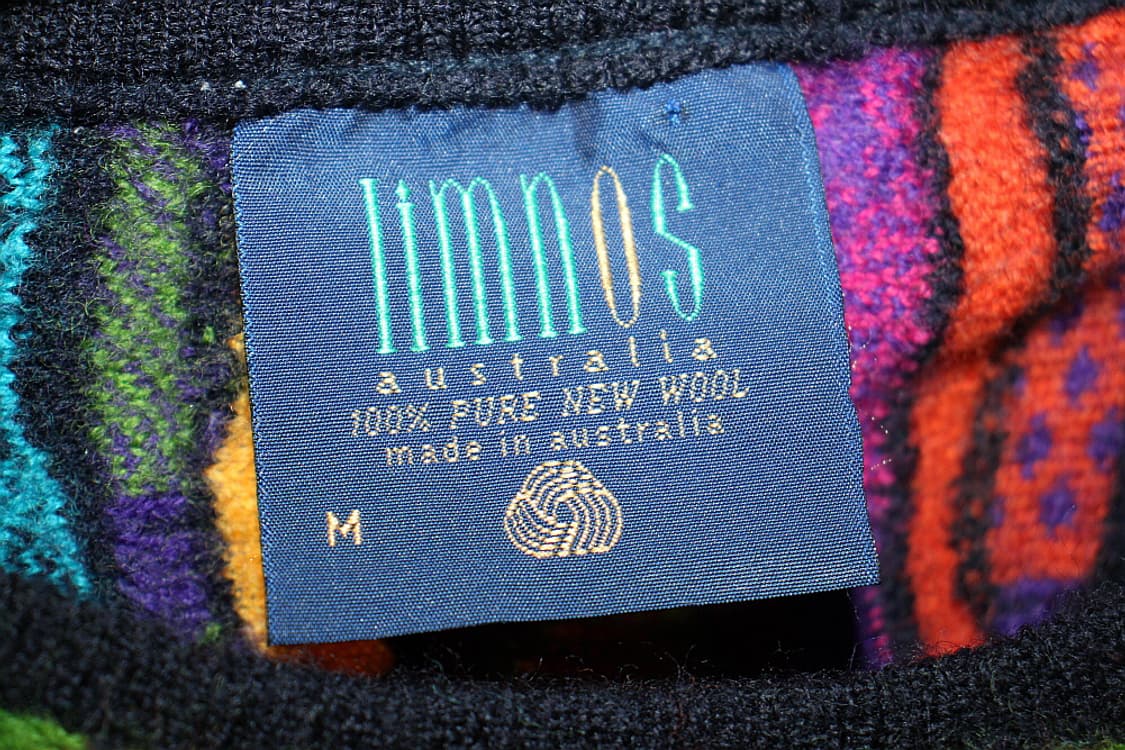 limnos
australia
100% PURE NEW WOOL
made in australia
M